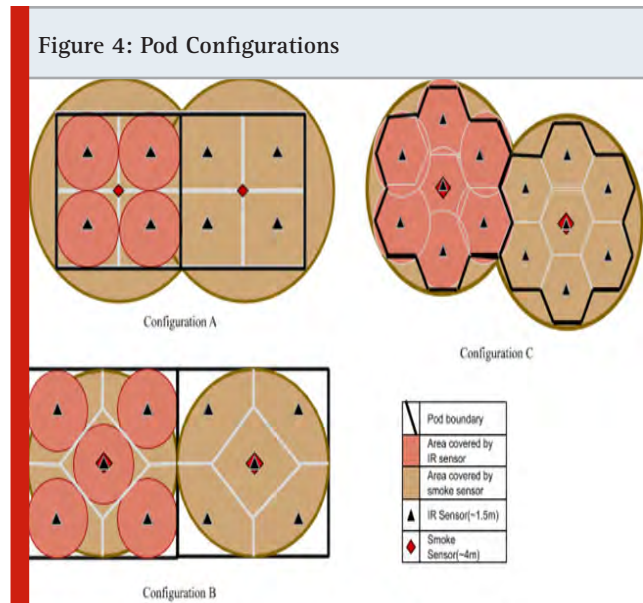 Figure 4: Pod Configurations
Configuration A
Configuration C
Pod boundary
Area covered by
IR sensor
Area covered by
smoke sensor
IR Sensor(~1.5m)
Smoke
Sensor(~4m)
Configuration B